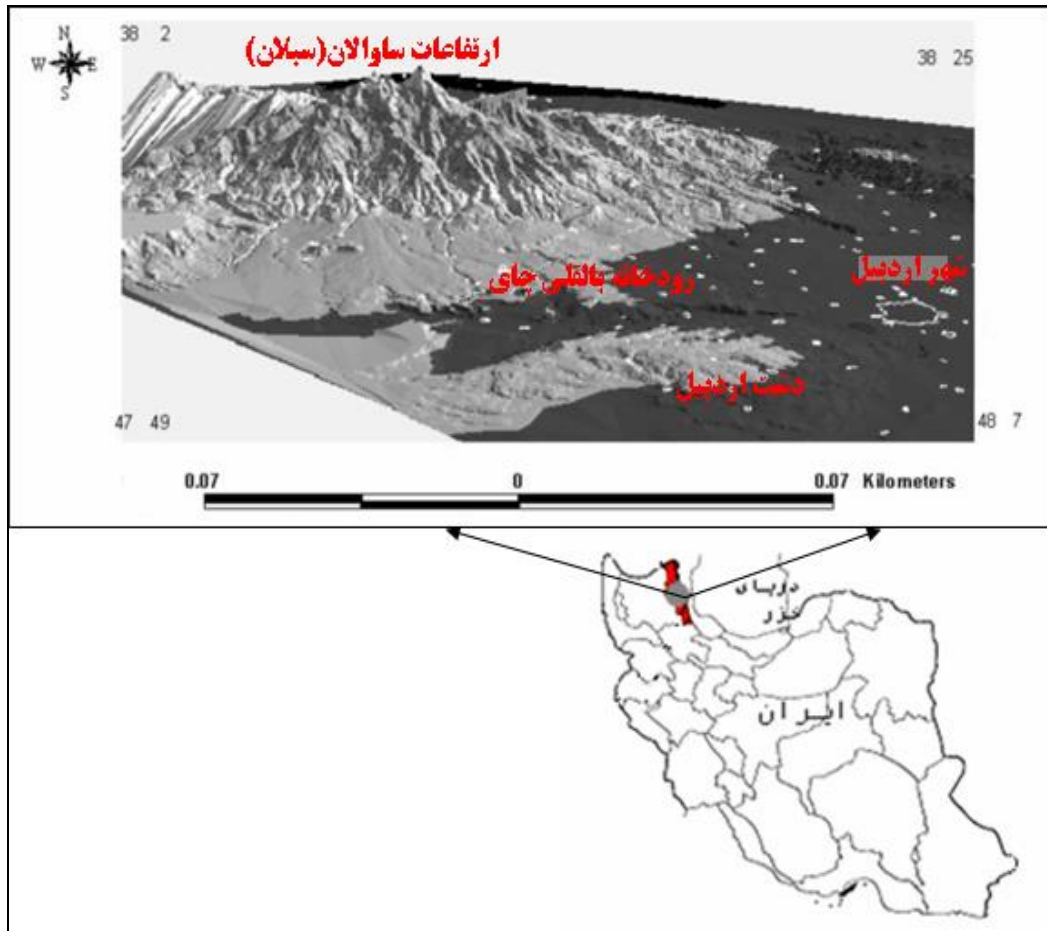 38 2
ارتفاعات ساوالان(سبلان)
38 25
N
W E
S
شهر اردبیل
رودخانه بالقلی چای
دشت اردبیل
47 49
48 7
0.07 0 0.07 Kilometers
دریای
خزر
ایران